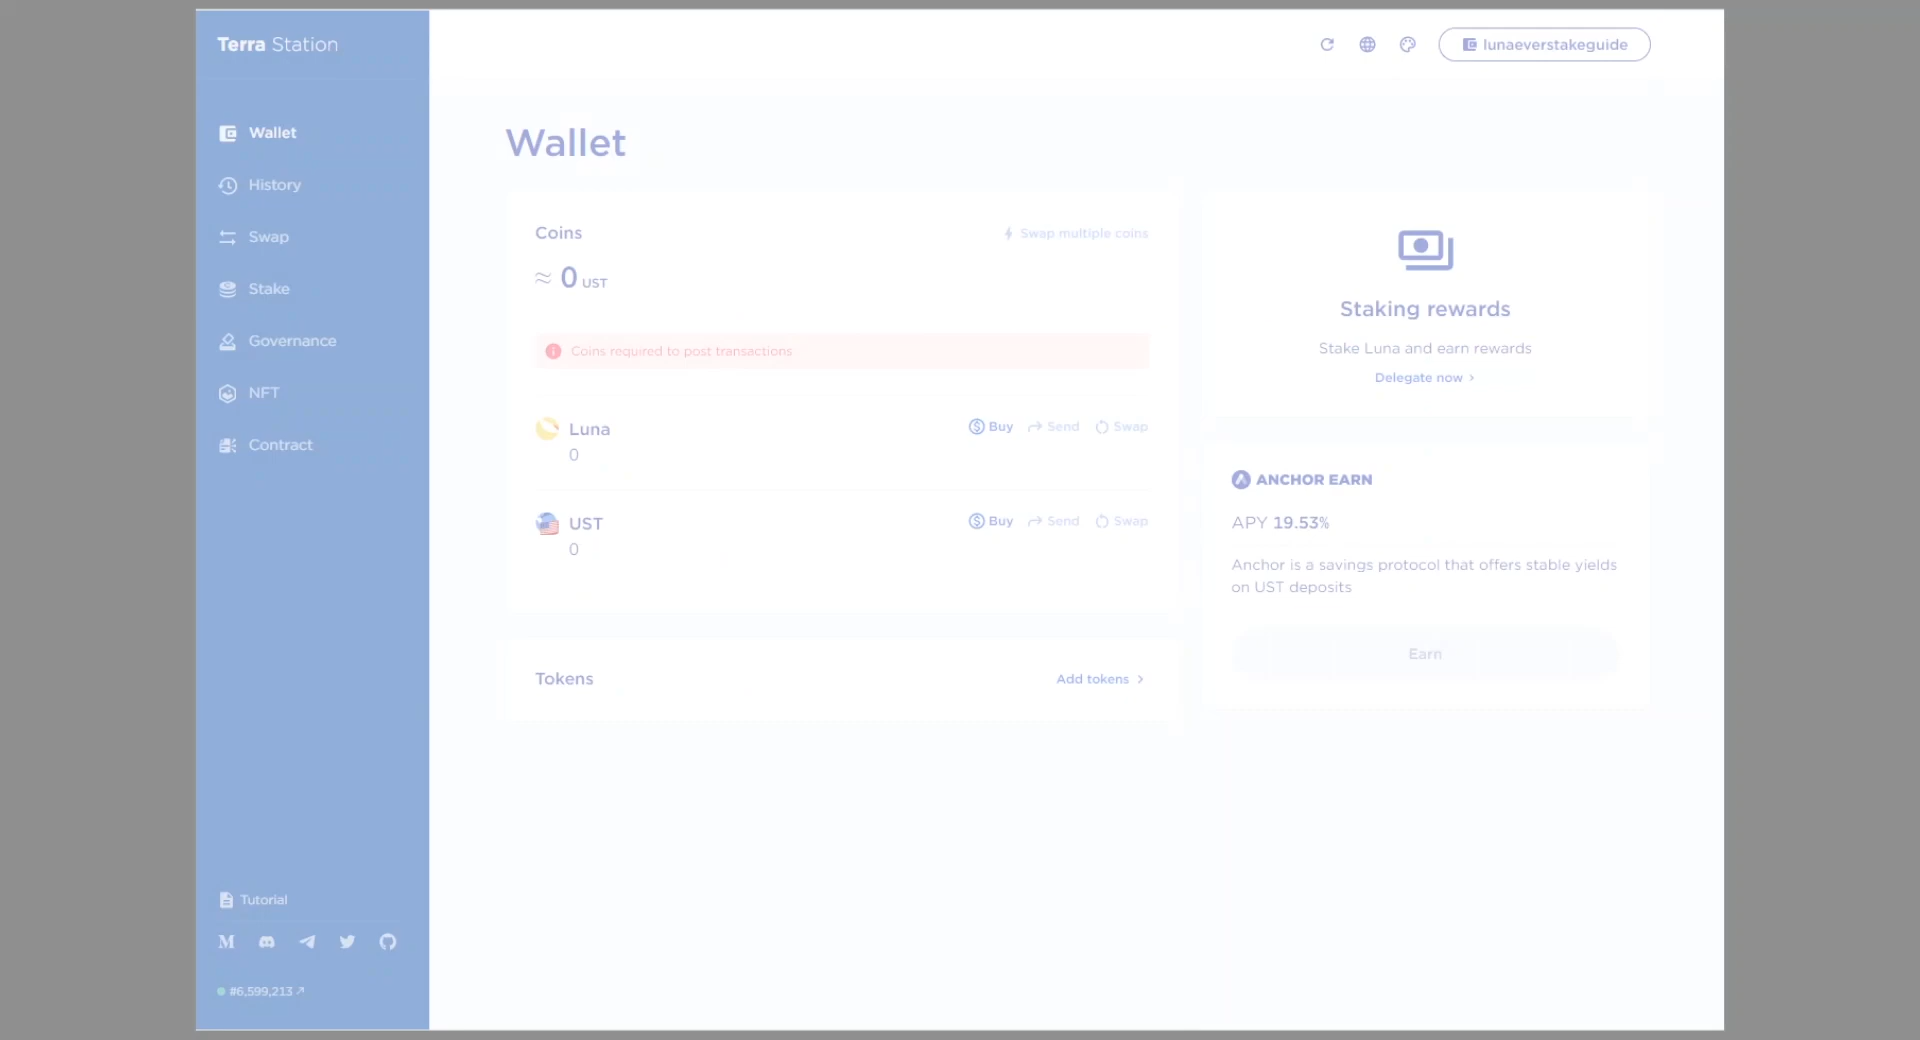 Terra Station
lunaeverstakeguide
Wallet
History
Swap
Stake
Governance
NFT
Contract
Tutorial
#6,599,213
Wallet
Coins
Swap multiple coins
≈ 0 UST
Coins required to post transactions
Luna
0
Buy
Send
Swap
UST
0
Buy
Send
Swap
Tokens
Add tokens
Staking rewards
Stake Luna and earn rewards
Delegate now
ANCHOR EARN
APY 19.53%
Anchor is a savings protocol that offers stable yields
on UST deposits
Earn